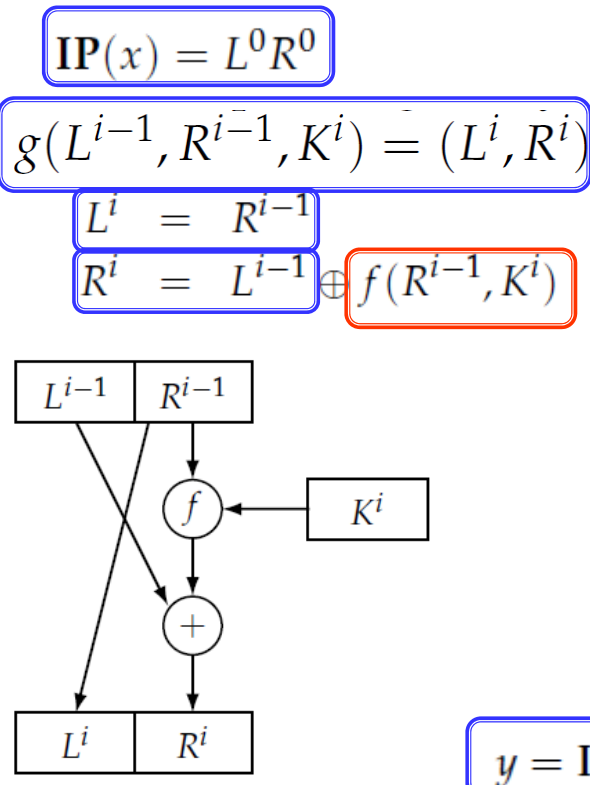 IP(x) = L⁰R⁰
g(Lⁱ⁻¹, Rⁱ⁻¹, Kⁱ) = (Lⁱ, Rⁱ)
Lⁱ = Rⁱ⁻¹
Rⁱ = Lⁱ⁻¹ ⊕ f(Rⁱ⁻¹, Kⁱ)
Lⁱ⁻¹ Rⁱ⁻¹
f Kⁱ
+
Lⁱ Rⁱ
y = I